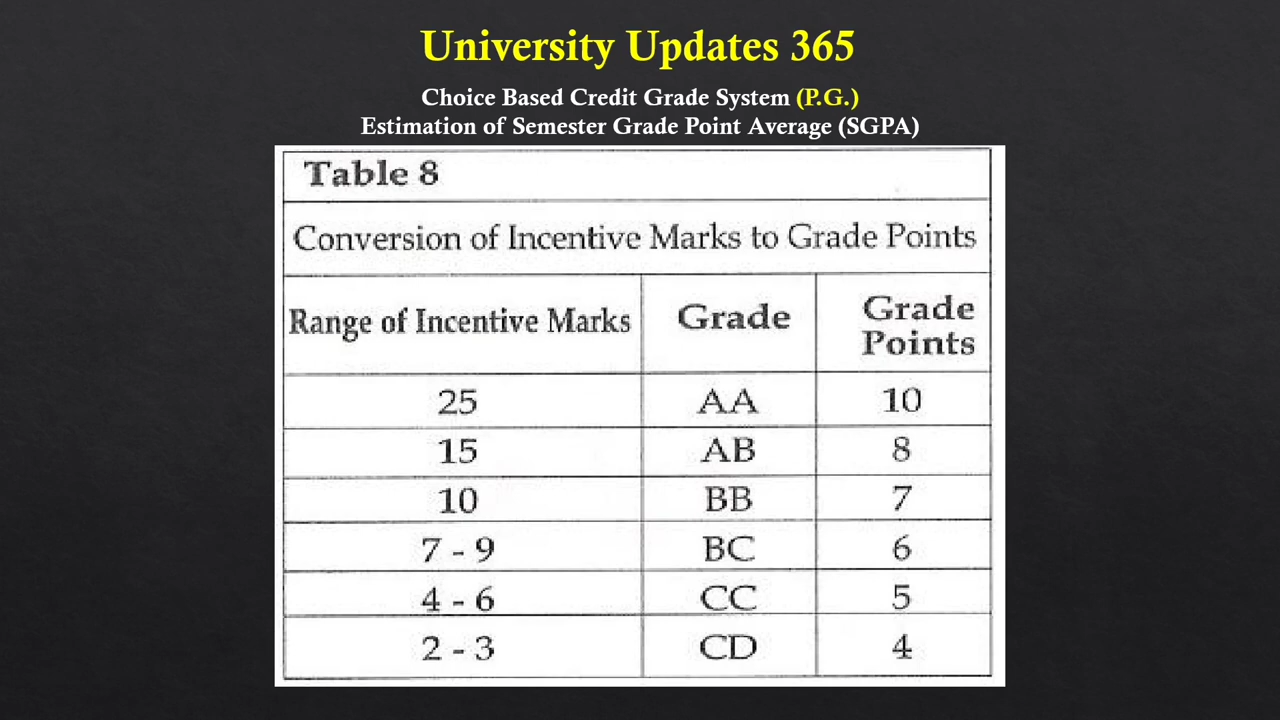 University Updates 365
Choice Based Credit Grade System (P.G.)
Estimation of Semester Grade Point Average (SGPA)
Table 8
Conversion of Incentive Marks to Grade Points
Range of Incentive Marks Grade Grade Points
25 AA 10
15 AB 8
10 BB 7
7 - 9 BC 6
4 - 6 CC 5
2 - 3 CD 4